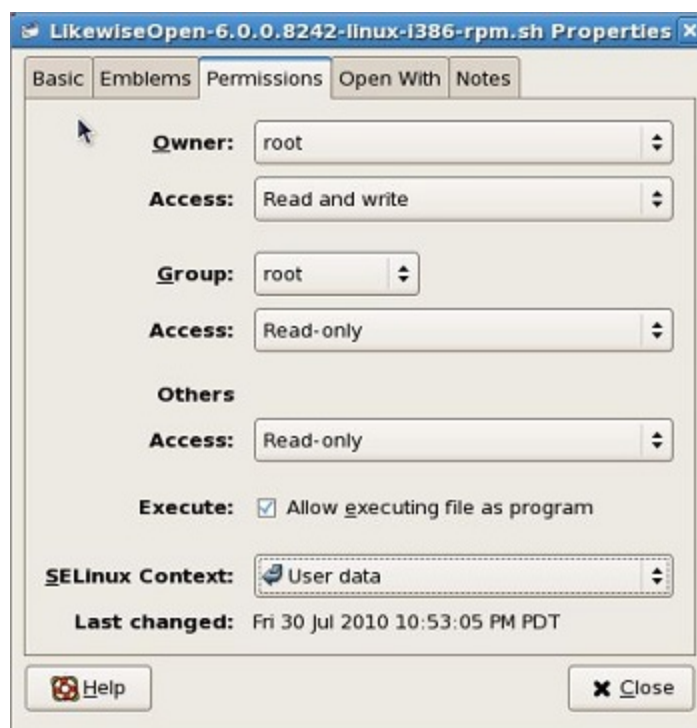 LikewiseOpen-6.0.0.8242-linux-i386-rpm.sh Properties
Basic Emblems Permissions Open With Notes
Owner: root
Access: Read and write
Group: root
Access: Read-only
Others
Access: Read-only
Execute: Allow executing file as program
SELinux Context: User data
Last changed: Fri 30 Jul 2010 10:53:05 PM PDT
Help Close